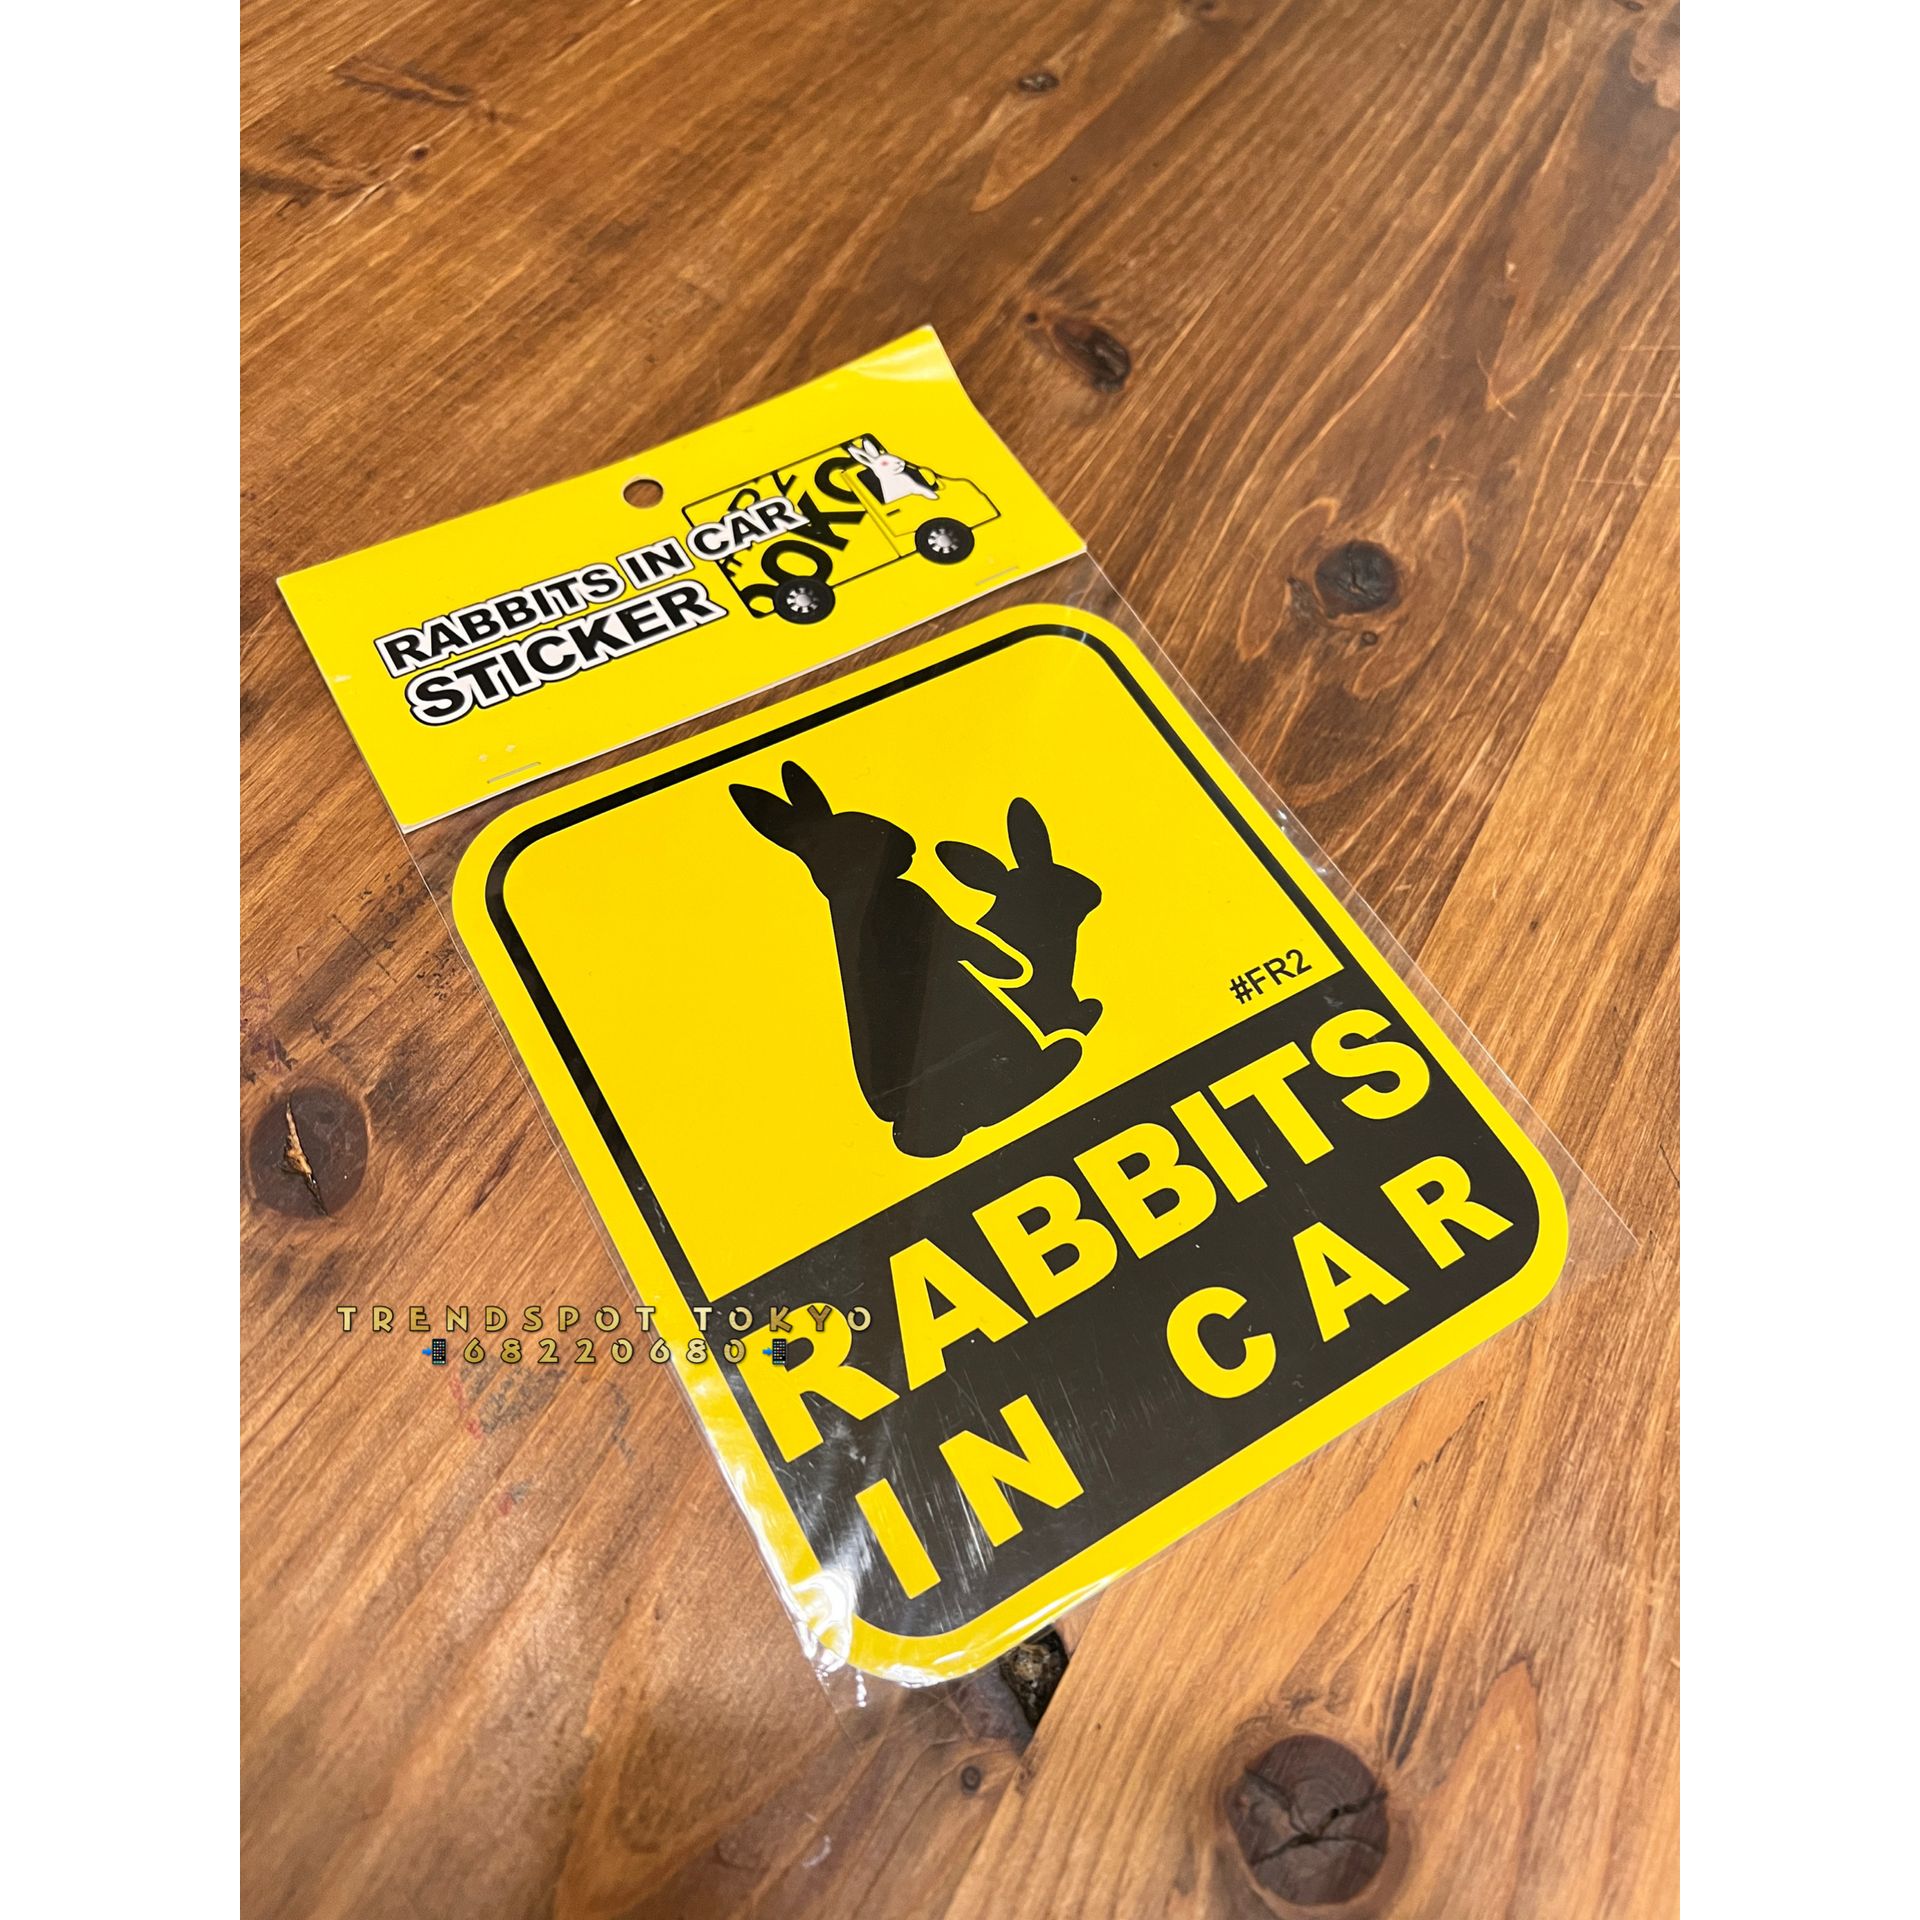 RABBITS IN CAR
STICKER
#FR2
RABBITS
IN CAR
TRENDSPOT TOKYO
📲68220680📲